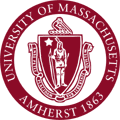 UNIVERSITY OF MASSACHUSETTS
AMHERST 1863